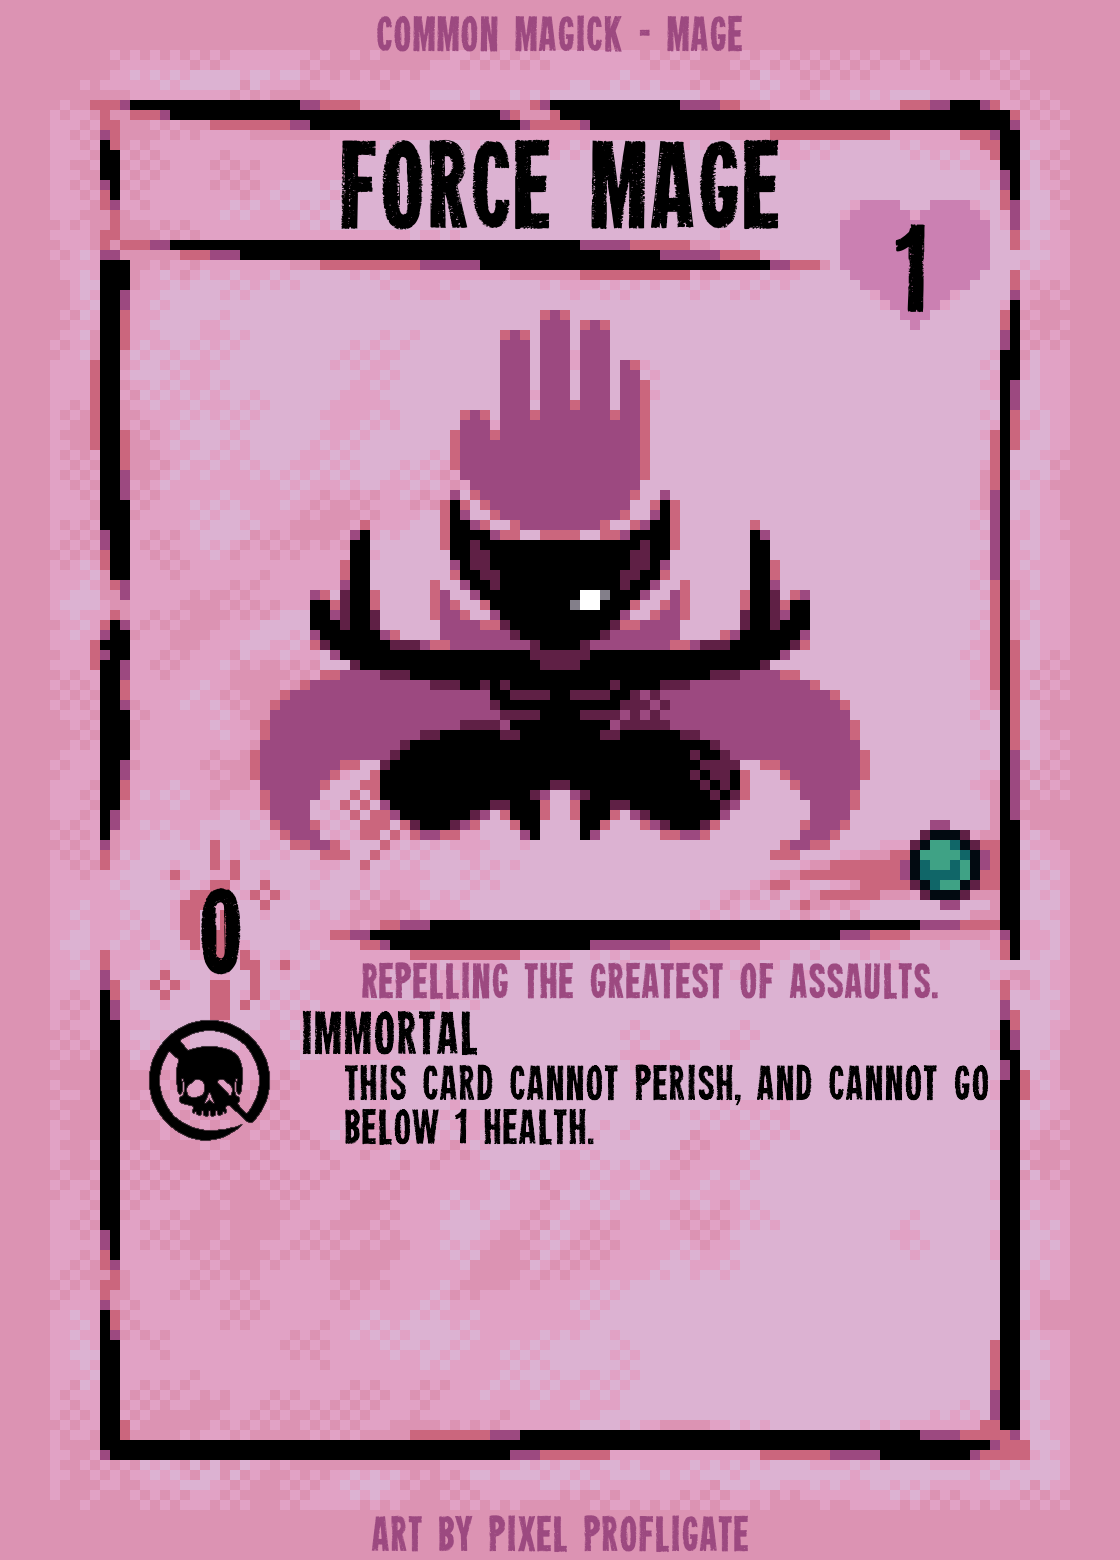 COMMON MAGICK - MAGE
FORCE MAGE
1
0
REPELLING THE GREATEST OF ASSAULTS.
IMMORTAL
THIS CARD CANNOT PERISH, AND CANNOT GO
BELOW 1 HEALTH.
ART BY PIXEL PROFLIGATE